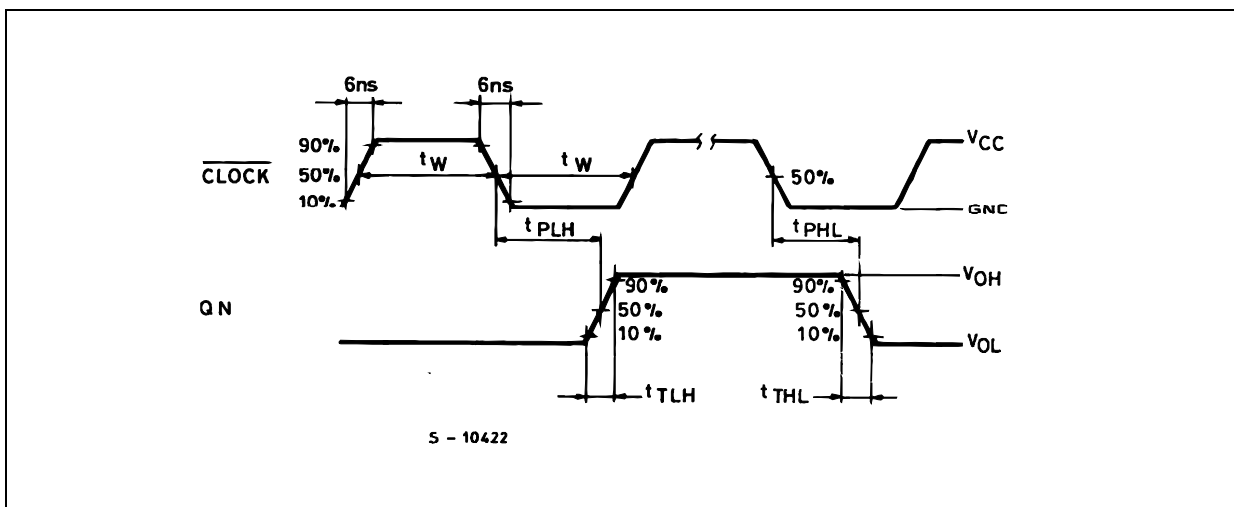 6ns 6ns
90%
50%
10%
CLOCK
tW tW
VCC
50%
GND
tPLH tPHL
QN
90%
50%
10%
90%
50%
10%
VOH
VOL
tTLH tTHL
S - 10422